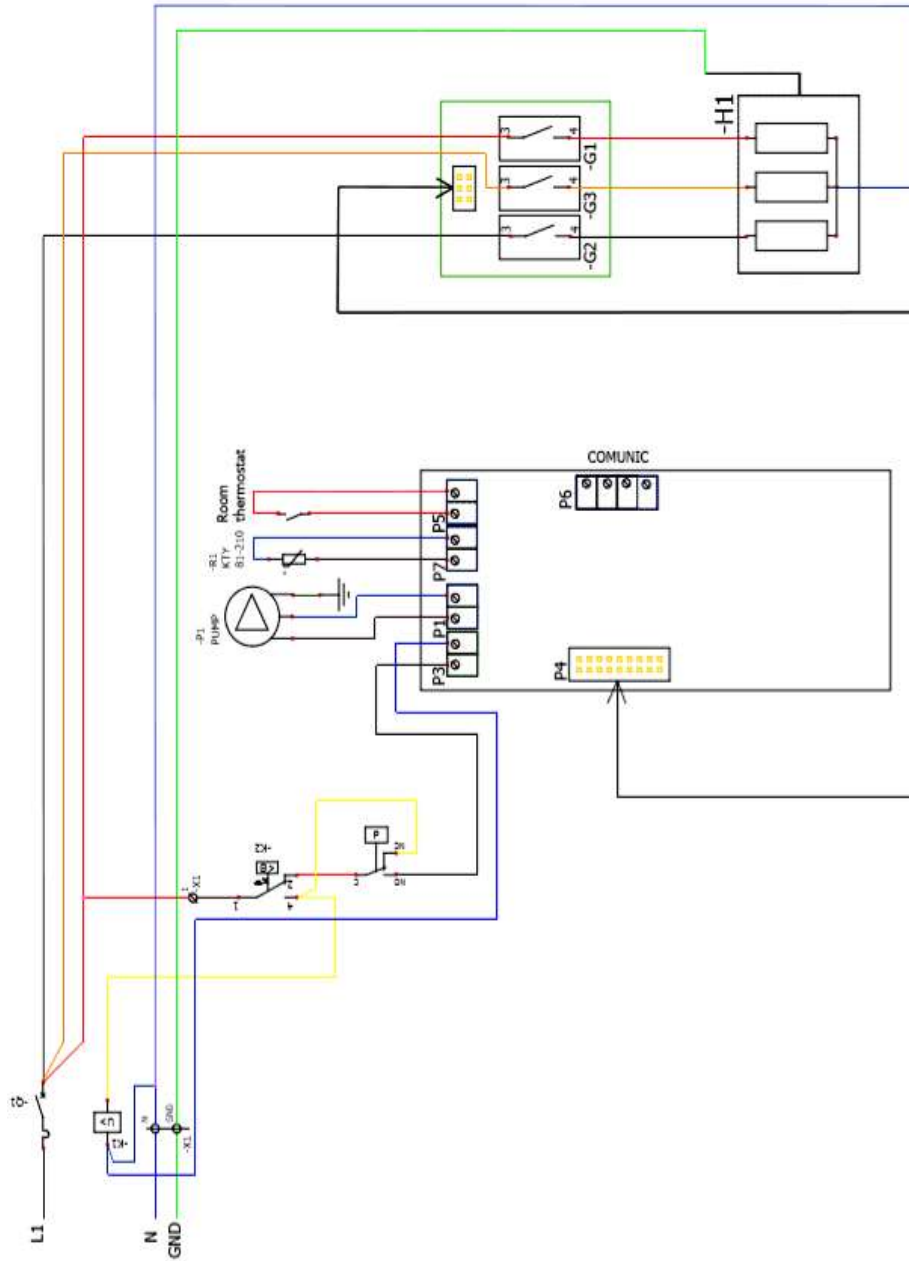 -H1
3
4
-G1
3
4
-G3
3
4
-G2
COMUNIC
Room
thermostat
P5
P6
-R1
KTY
81-210
P7
-P1
PUMP
P1
P3
P4
-K2
P
1
-X1
1
2
4
C
NC
NO
-K1
N
GND
-X1
L1
N
GND